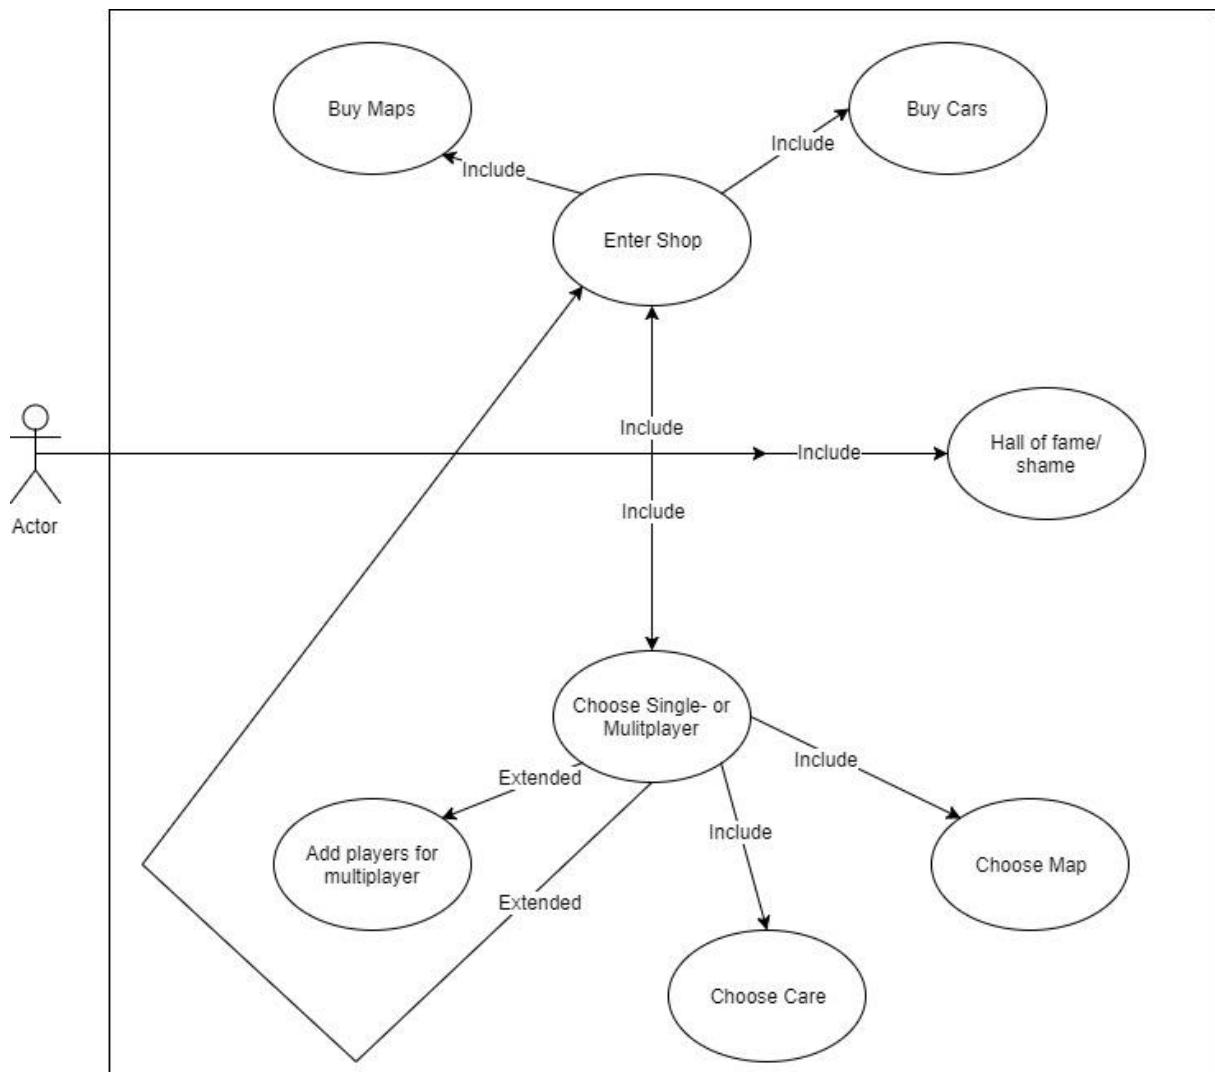 Buy Maps
Buy Cars
Include
Include
Enter Shop
Include
Include
Hall of fame/
shame
Include
Actor
Choose Single- or
Mulitplayer
Include
Extended
Include
Add players for
multiplayer
Choose Map
Extended
Choose Care